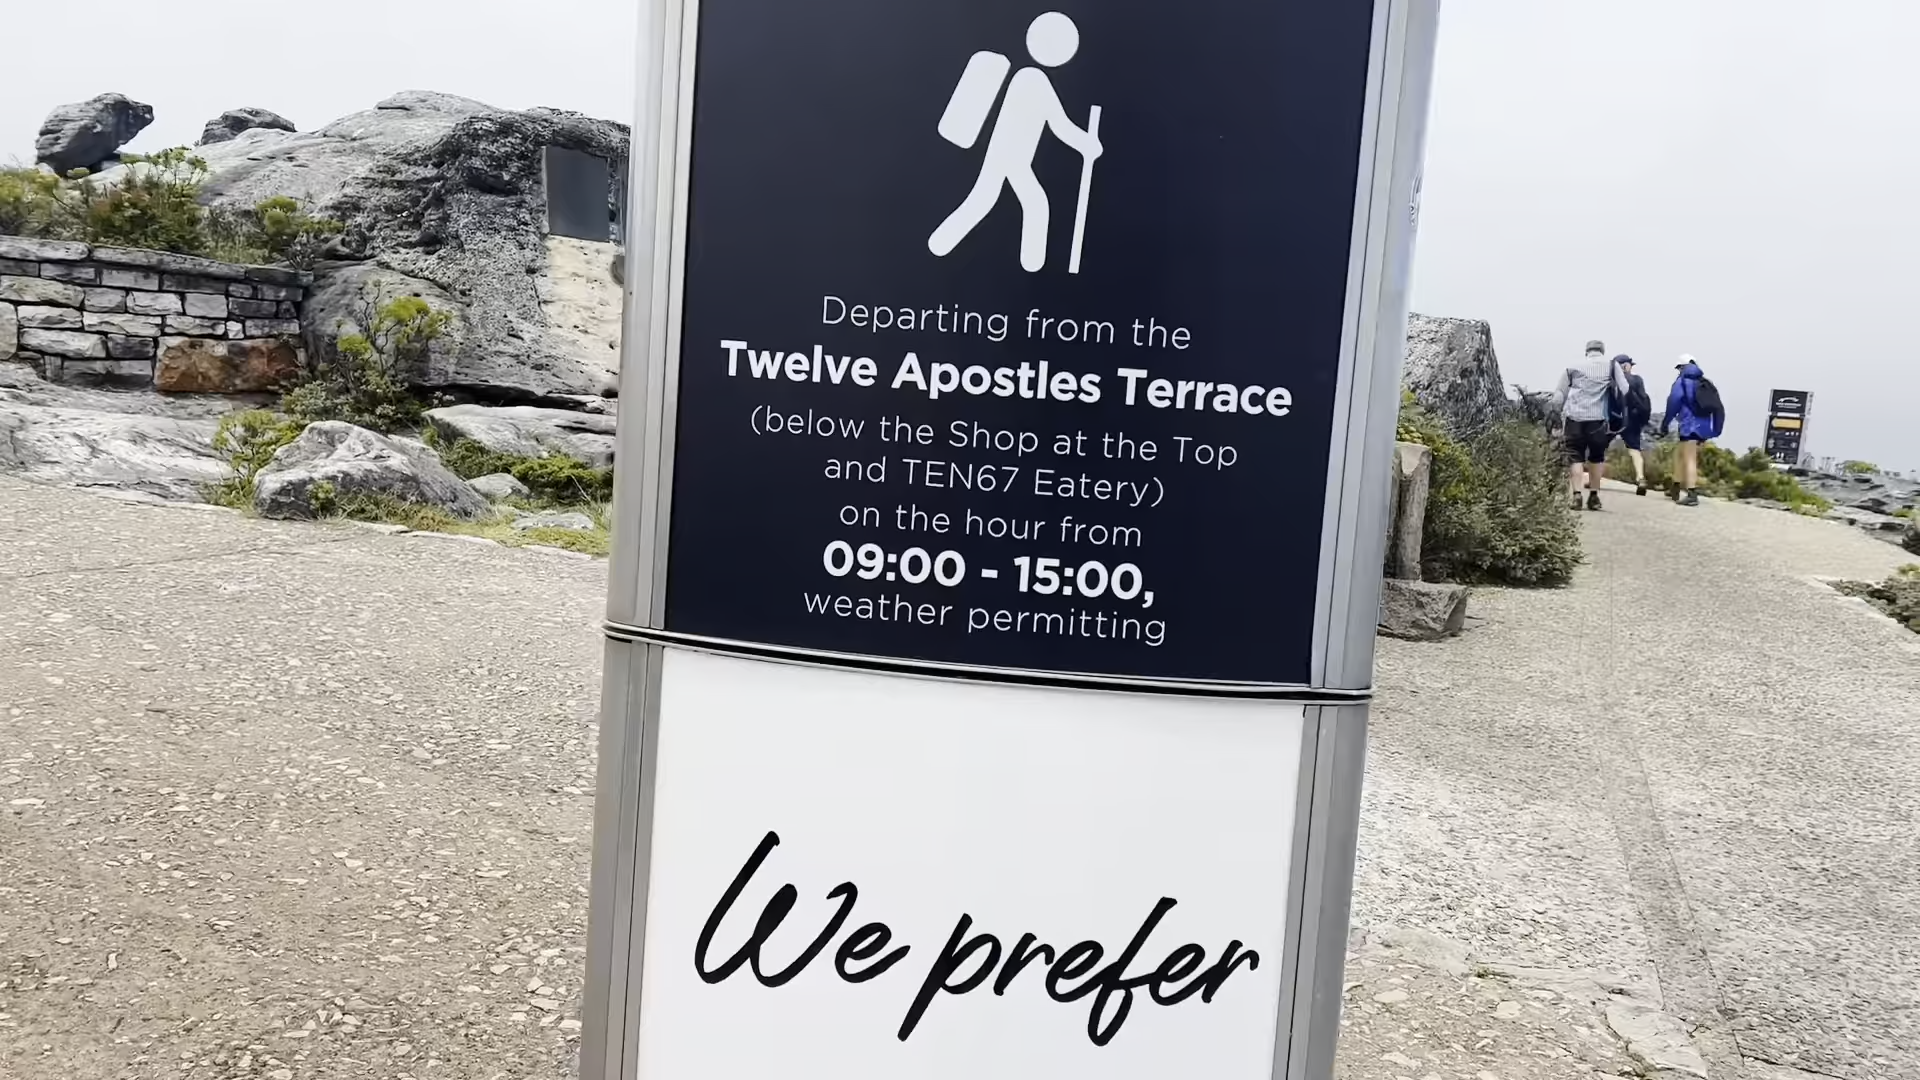 Departing from the
Twelve Apostles Terrace
(below the Shop at the Top
and TEN67 Eatery)
on the hour from
09:00 - 15:00,
weather permitting
We prefer